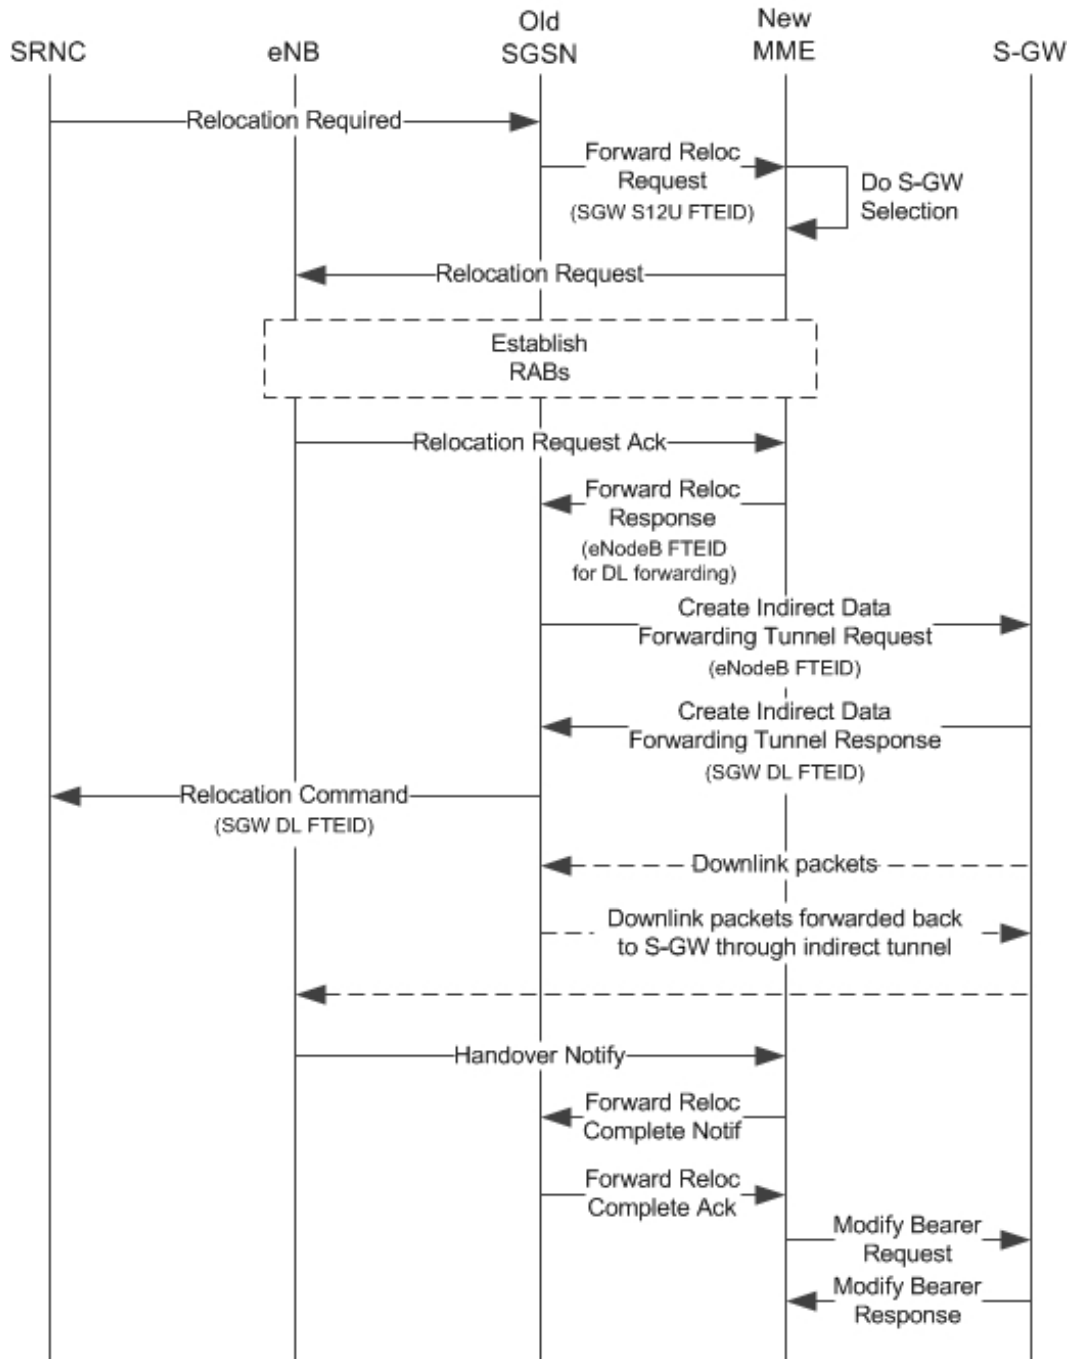 SRNC
eNB
Old
SGSN
New
MME
S-GW
Relocation Required
Forward Reloc
Request
(SGW S12U FTEID)
Do S-GW
Selection
Relocation Request
Establish
RABs
Relocation Request Ack
Forward Reloc
Response
(eNodeB FTEID
for DL forwarding)
Create Indirect Data
Forwarding Tunnel Request
(eNodeB FTEID)
Create Indirect Data
Forwarding Tunnel Response
(SGW DL FTEID)
Relocation Command
(SGW DL FTEID)
Downlink packets
Downlink packets forwarded back
to S-GW through indirect tunnel
Handover Notify
Forward Reloc
Complete Notif
Forward Reloc
Complete Ack
Modify Bearer
Request
Modify Bearer
Response